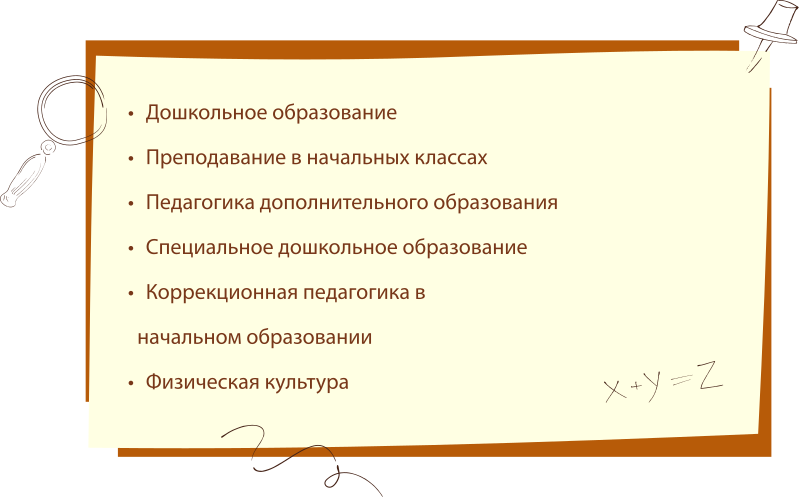 • Дошкольное образование
• Преподавание в начальных классах
• Педагогика дополнительного образования
• Специальное дошкольное образование
• Коррекционная педагогика в
начальном образовании
• Физическая культура
x+y=Z